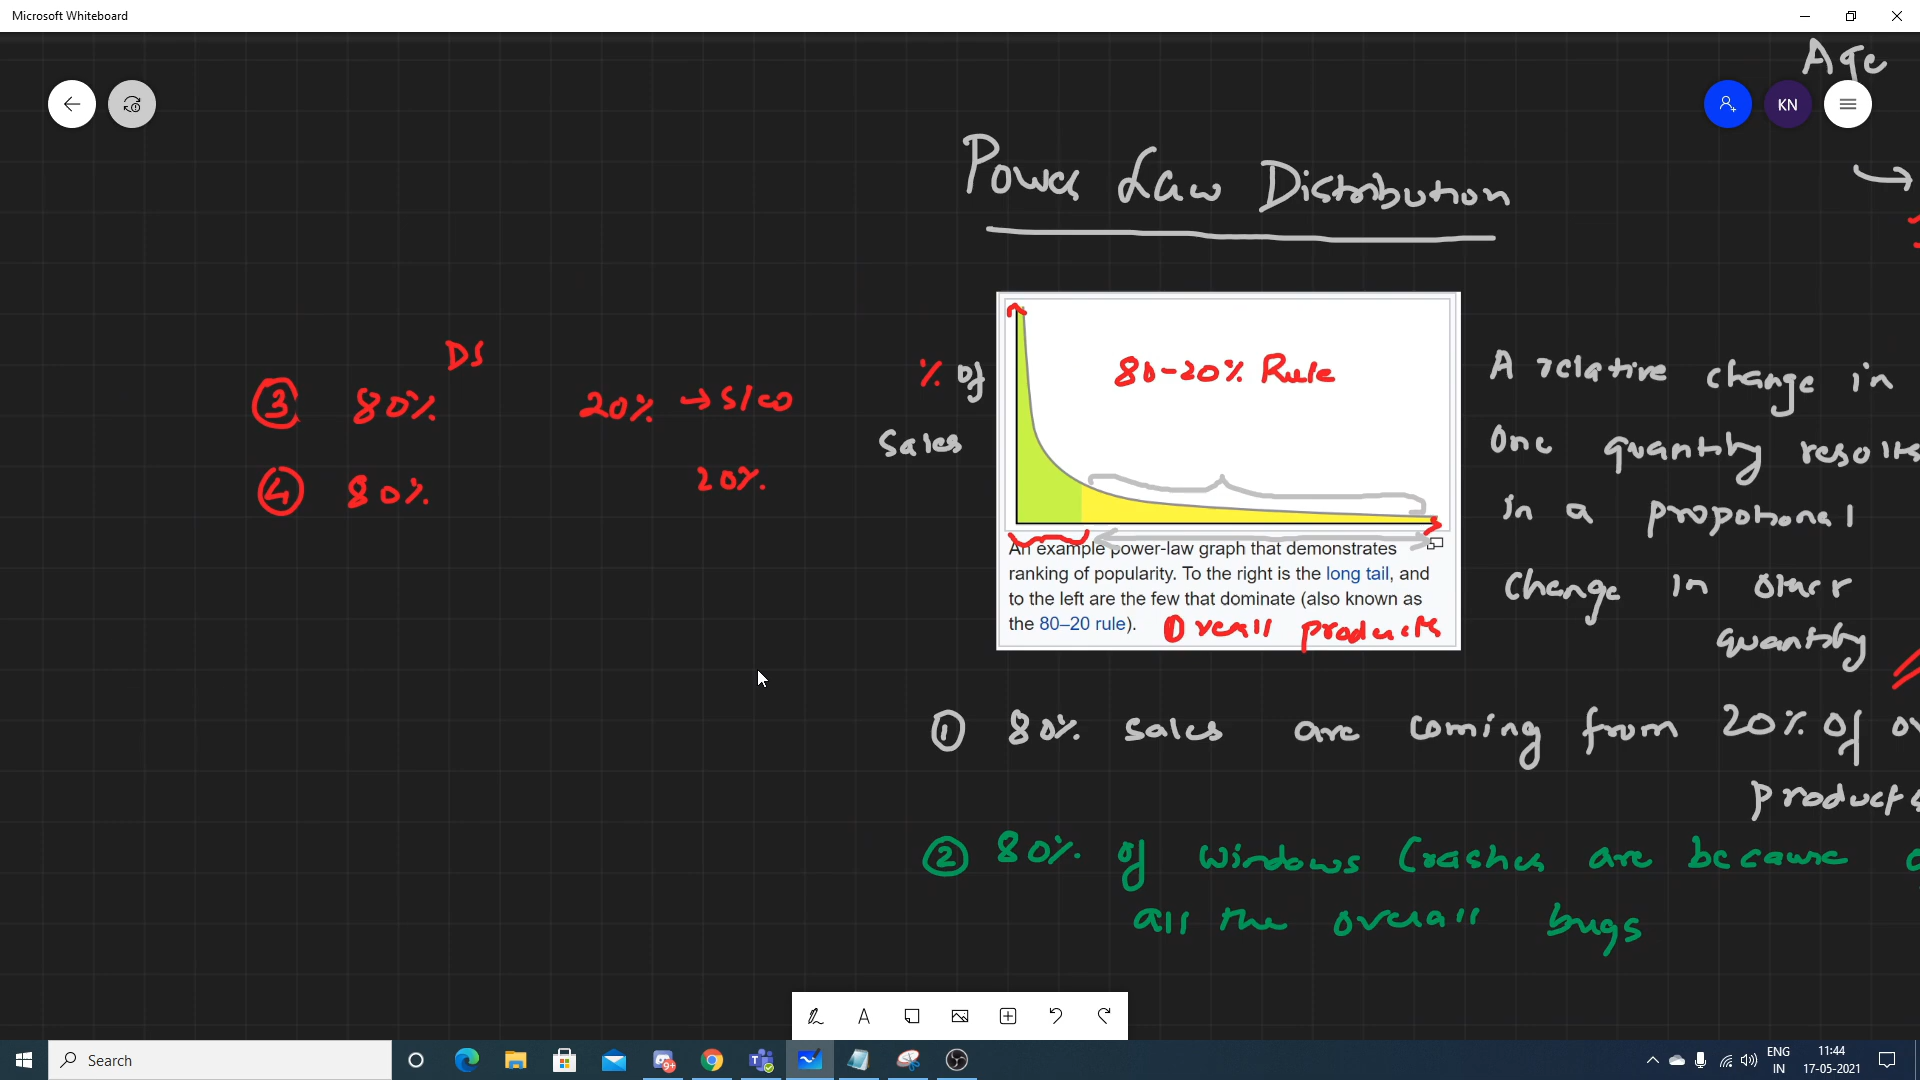 Microsoft Whiteboard
Age
KN
Power Law Distribution
DS
③ 80% 20% →
④ 80% 20%.
% of
Sales
80-20% Rule
An example power-law graph that demonstrates
ranking of popularity. To the right is the long tail, and
to the left are the few that dominate (also known as
the 80–20 rule).
Overall products
A relative change in
One quantity results
in a propotional
change in other
quantity
① 80% sales are coming from 20% of
products
② 80%. of windows Crashes are because
all the overall bugs
Search
ENG
IN
11:44
17-05-2021